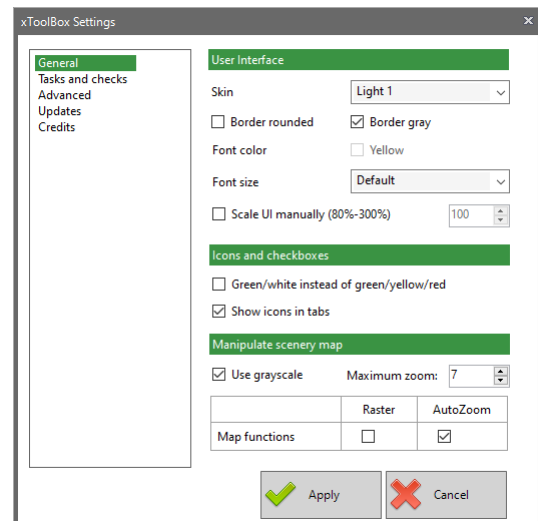 xToolBox Settings
General
Tasks and checks
Advanced
Updates
Credits
User Interface
Skin Light 1
Border rounded Border gray
Font color Yellow
Font size Default
Scale UI manually (80%-300%) 100
Icons and checkboxes
Green/white instead of green/yellow/red
Show icons in tabs
Manipulate scenery map
Use grayscale Maximum zoom: 7
Raster AutoZoom
Map functions
Apply Cancel